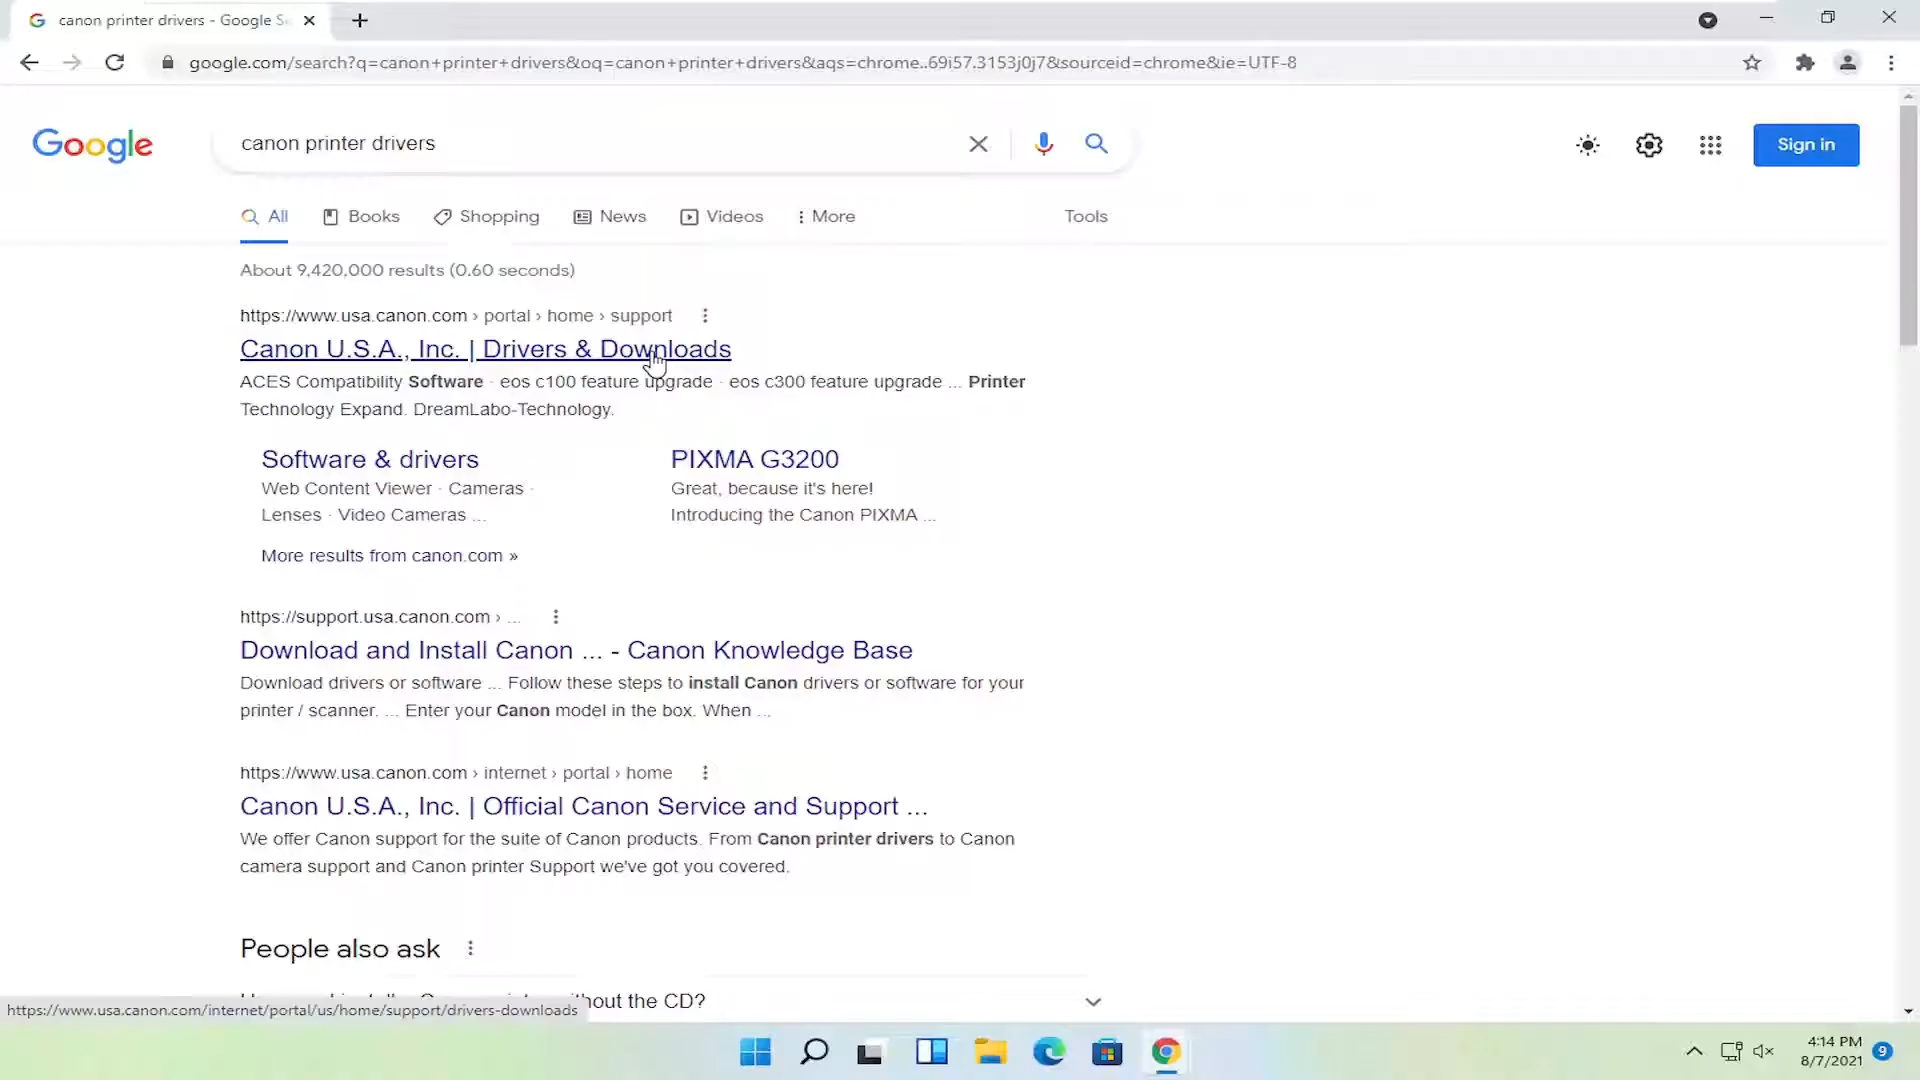 canon printer drivers - Google Se
google.com/search?q=canon+printer+drivers&oq=canon+printer+drivers&aqs=chrome..69i57.3153j0j7&sourceid=chrome&ie=UTF-8
Google
canon printer drivers
Sign in
All
Books
Shopping
News
Videos
More
Tools
About 9,420,000 results (0.60 seconds)
https://www.usa.canon.com › portal › home › support
Canon U.S.A., Inc. | Drivers & Downloads
ACES Compatibility Software · eos c100 feature upgrade · eos c300 feature upgrade ... Printer
Technology Expand. DreamLabo-Technology.
Software & drivers
Web Content Viewer · Cameras ·
Lenses · Video Cameras ...
PIXMA G3200
Great, because it's here!
Introducing the Canon PIXMA ...
More results from canon.com »
https://support.usa.canon.com › ...
Download and Install Canon ... - Canon Knowledge Base
Download drivers or software ... Follow these steps to install Canon drivers or software for your
printer / scanner. ... Enter your Canon model in the box. When ...
https://www.usa.canon.com › internet › portal › home
Canon U.S.A., Inc. | Official Canon Service and Support ...
We offer Canon support for the suite of Canon products. From Canon printer drivers to Canon
camera support and Canon printer Support we've got you covered.
People also ask
without the CD?
https://www.usa.canon.com/internet/portal/us/home/support/drivers-downloads
4:14 PM
8/7/2021
9